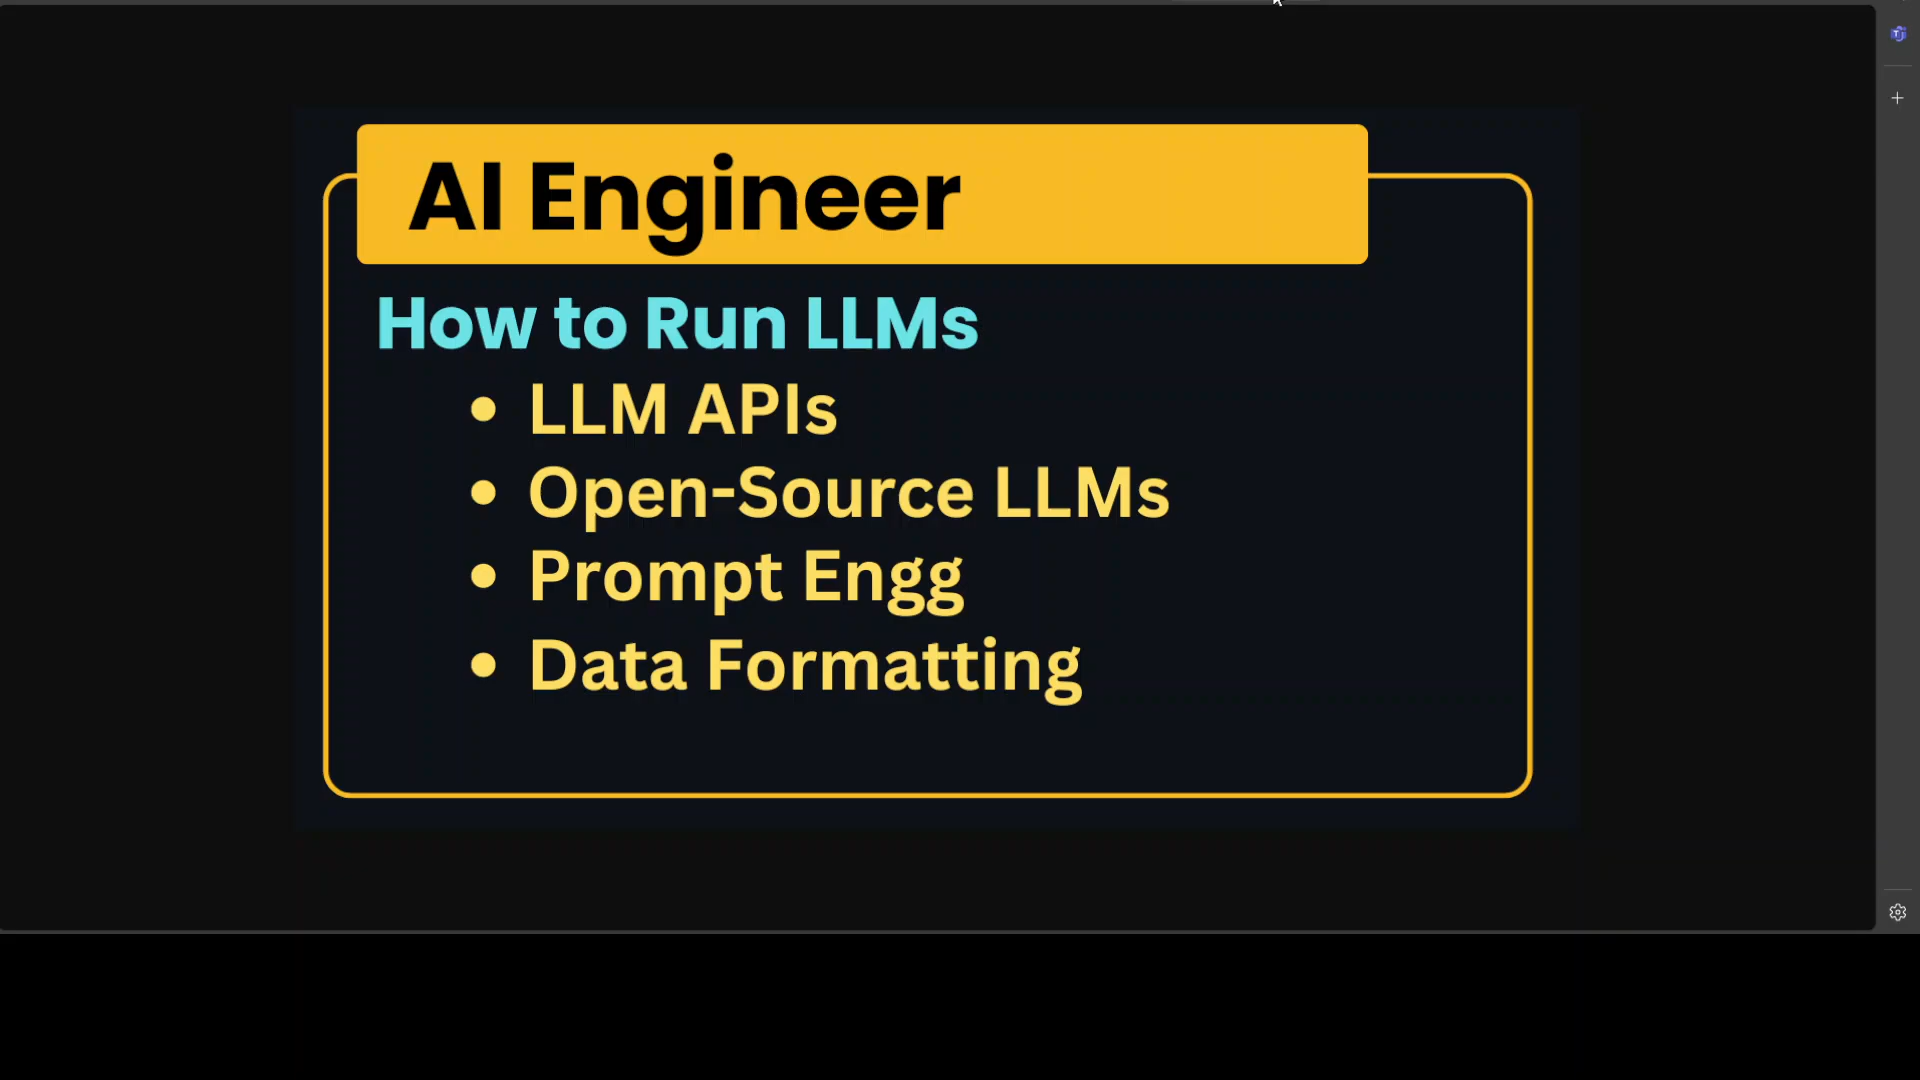 AI Engineer
How to Run LLMs
• LLM APIs
• Open-Source LLMs
• Prompt Engg
• Data Formatting